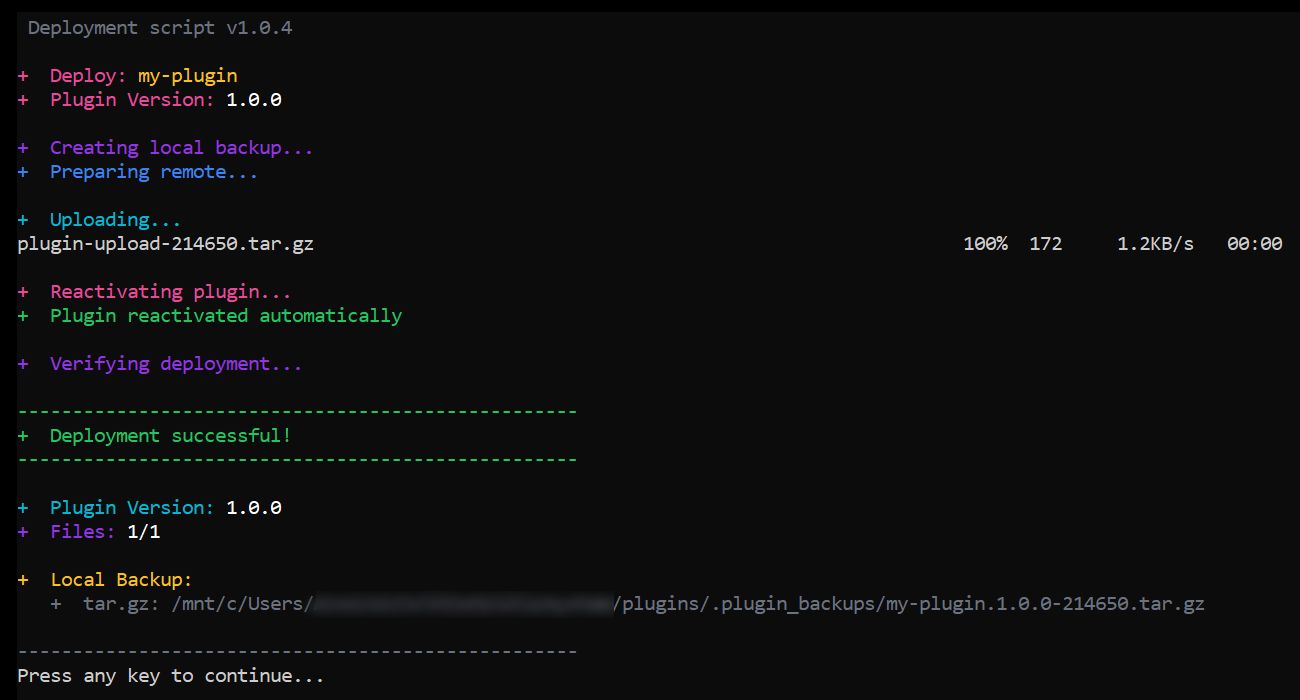 Deployment script v1.0.4
+ Deploy: my-plugin
+ Plugin Version: 1.0.0
+ Creating local backup...
+ Preparing remote...
+ Uploading...
plugin-upload-214650.tar.gz 100% 172 1.2KB/s 00:00
+ Reactivating plugin...
+ Plugin reactivated automatically
+ Verifying deployment...
---------------------------------------------------
+ Deployment successful!
---------------------------------------------------
+ Plugin Version: 1.0.0
+ Files: 1/1
+ Local Backup:
+ tar.gz: /mnt/c/Users/ /plugins/.plugin_backups/my-plugin.1.0.0-214650.tar.gz
---------------------------------------------------
Press any key to continue...